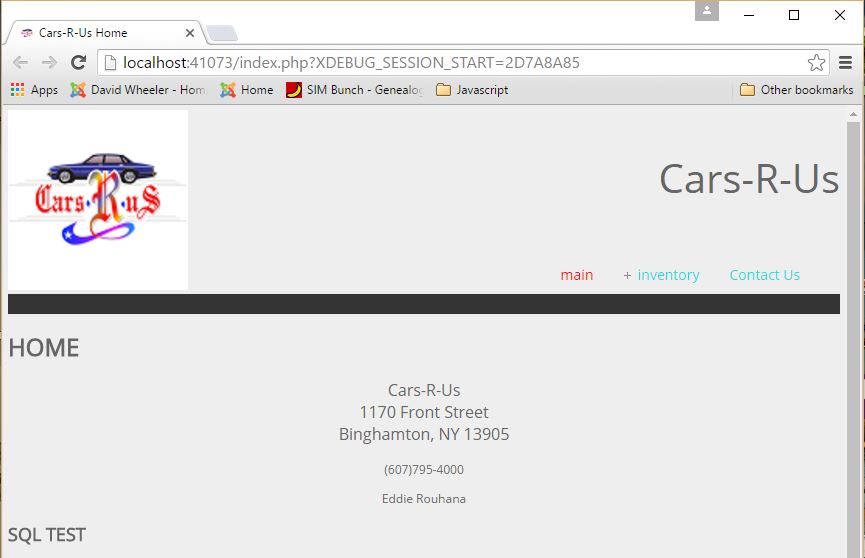 Cars-R-Us Home
localhost:41073/index.php?XDEBUG_SESSION_START=2D7A8A85
Apps
David Wheeler - Hom
Home
SIM Bunch - Genealog
Javascript
Other bookmarks
Cars·R·uS
Cars-R-Us
main
+ inventory
Contact Us
HOME
Cars-R-Us
1170 Front Street
Binghamton, NY 13905
(607)795-4000
Eddie Rouhana
SQL TEST